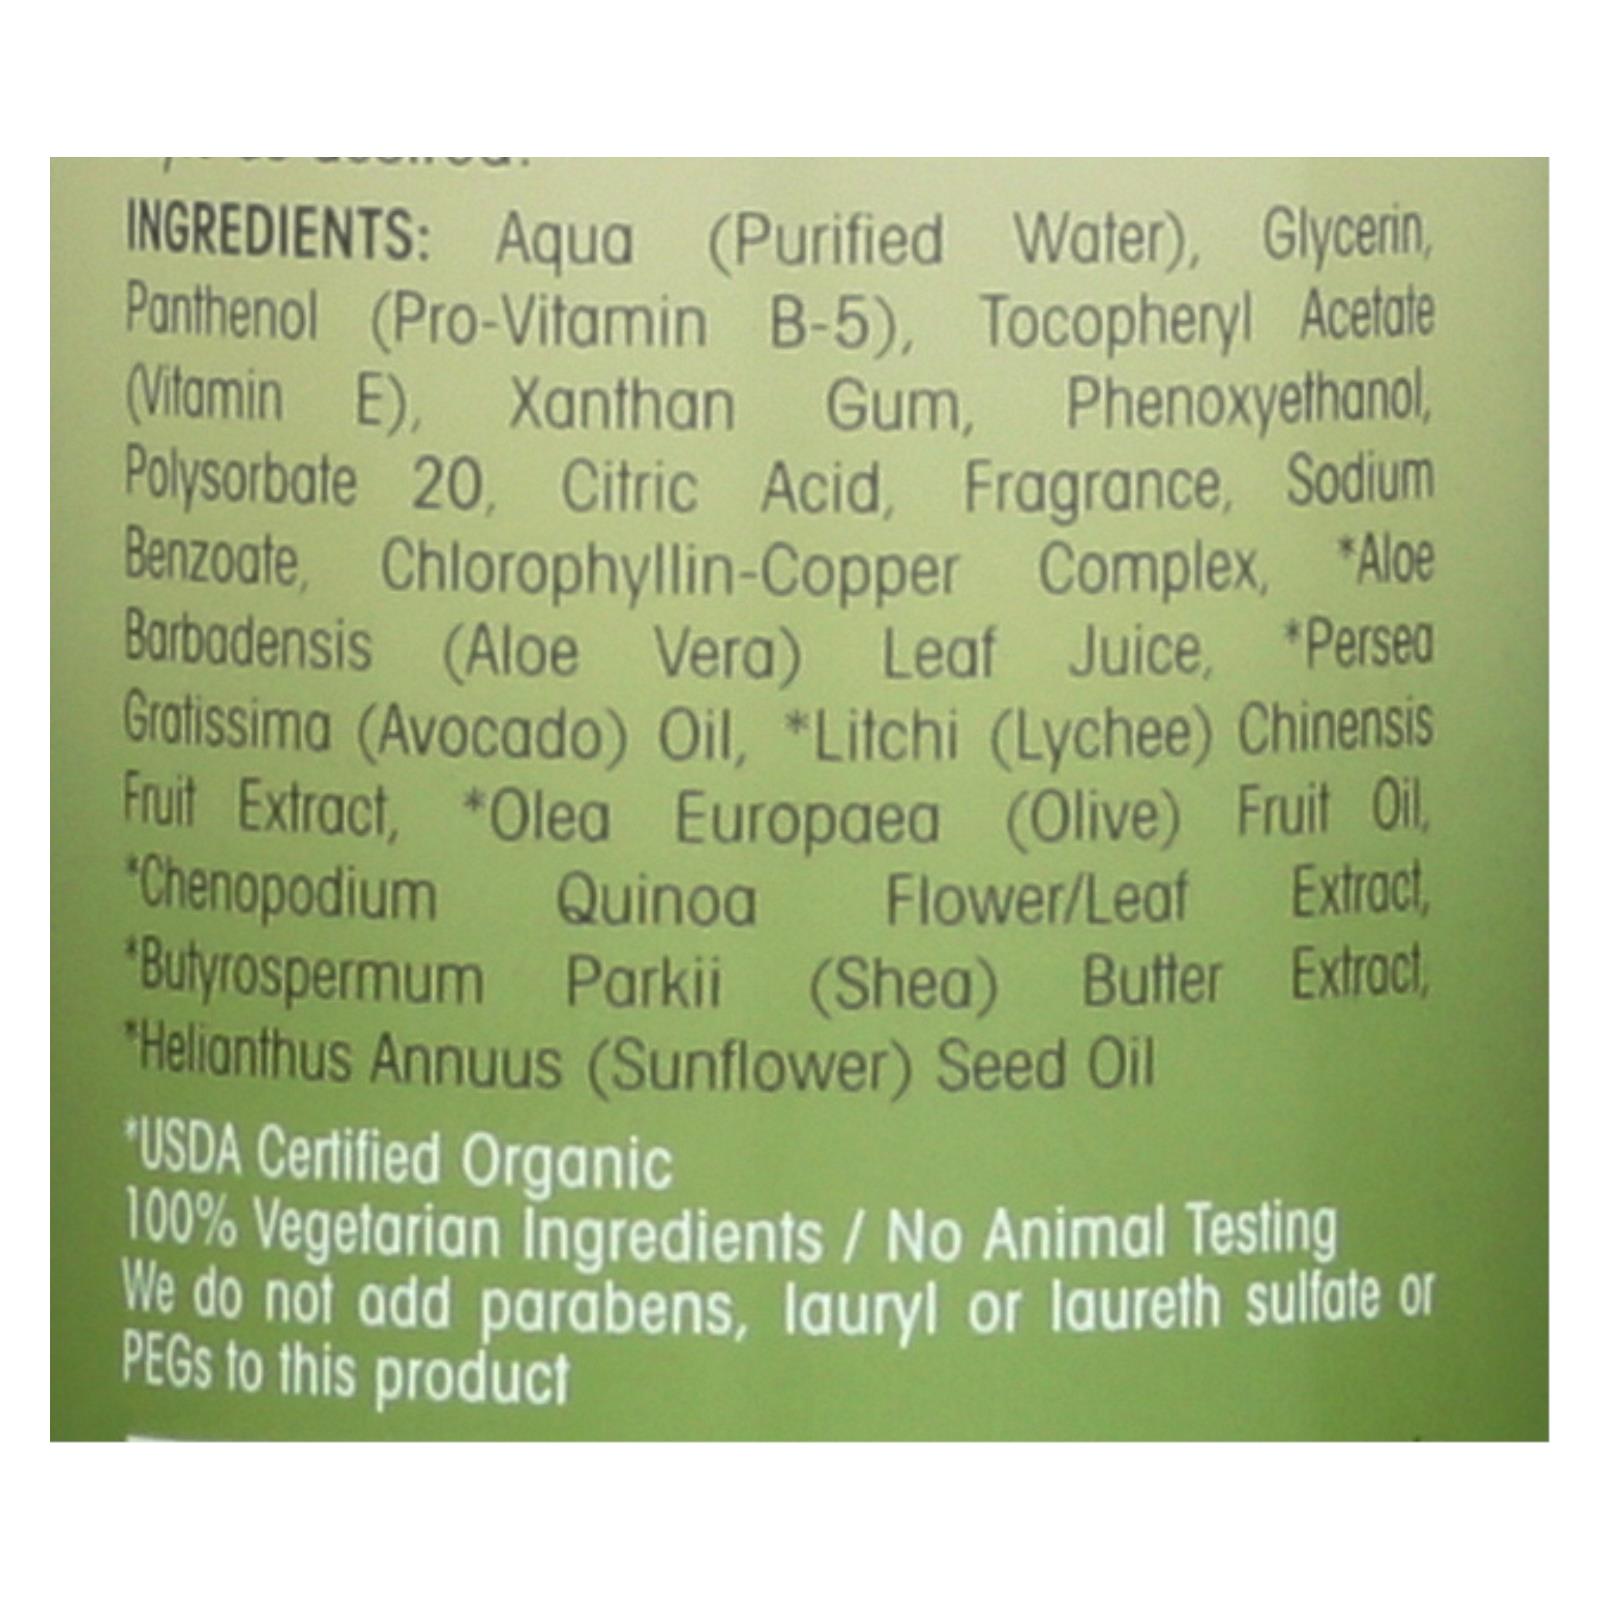 INGREDIENTS: Aqua (Purified Water), Glycerin,
Panthenol (Pro-Vitamin B-5), Tocopheryl Acetate
(Vitamin E), Xanthan Gum, Phenoxyethanol,
Polysorbate 20, Citric Acid, Fragrance, Sodium
Benzoate, Chlorophyllin-Copper Complex, *Aloe
Barbadensis (Aloe Vera) Leaf Juice, *Persea
Gratissima (Avocado) Oil, *Litchi (Lychee) Chinensis
Fruit Extract, *Olea Europaea (Olive) Fruit Oil,
*Chenopodium Quinoa Flower/Leaf Extract,
*Butyrospermum Parkii (Shea) Butter Extract,
*Helianthus Annuus (Sunflower) Seed Oil
*USDA Certified Organic
100% Vegetarian Ingredients / No Animal Testing
We do not add parabens, lauryl or laureth sulfate or
PEGs to this product